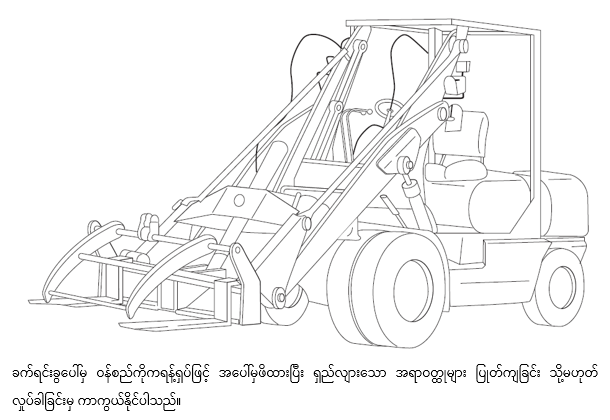 ခက်ရင်းခွပေါ်မှ ဝန်စည်ကိုကရန့်ရှပ်ဖြင့် အပေါ်မှဖိထားပြီး ရှည်လျားသော အရာဝတ္ထုများ ပြုတ်ကျခြင်း သို့မဟုတ်
လှုပ်ခါခြင်းမှ ကာကွယ်နိုင်ပါသည်။